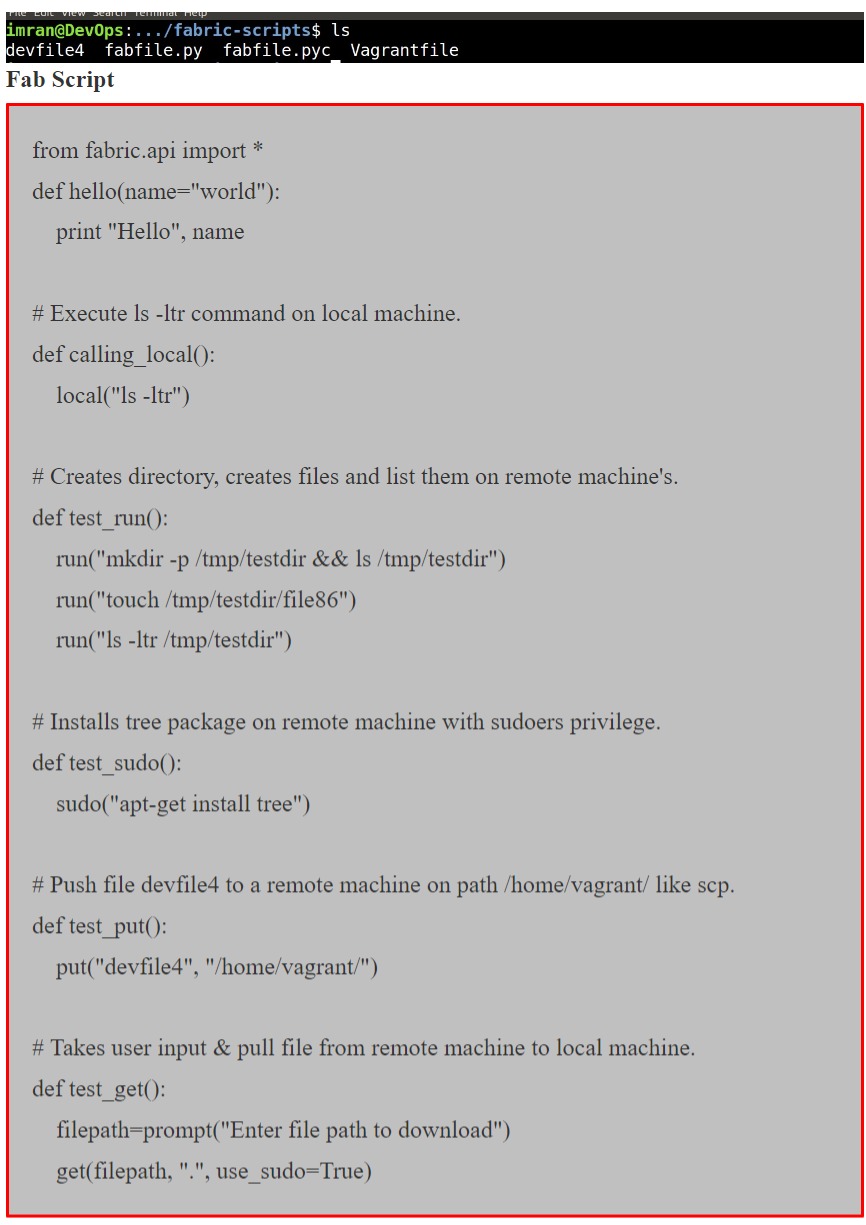 File Edit View Search Terminal Help
imran@DevOps:.../fabric-scripts$ ls
devfile4  fabfile.py  fabfile.pyc  Vagrantfile
Fab Script
from fabric.api import *
def hello(name="world"):
    print "Hello", name
# Execute ls -ltr command on local machine.
def calling_local():
    local("ls -ltr")
# Creates directory, creates files and list them on remote machine's.
def test_run():
    run("mkdir -p /tmp/testdir && ls /tmp/testdir")
    run("touch /tmp/testdir/file86")
    run("ls -ltr /tmp/testdir")
# Installs tree package on remote machine with sudoers privilege.
def test_sudo():
    sudo("apt-get install tree")
# Push file devfile4 to a remote machine on path /home/vagrant/ like scp.
def test_put():
    put("devfile4", "/home/vagrant/")
# Takes user input & pull file from remote machine to local machine.
def test_get():
    filepath=prompt("Enter file path to download")
    get(filepath, ".", use_sudo=True)